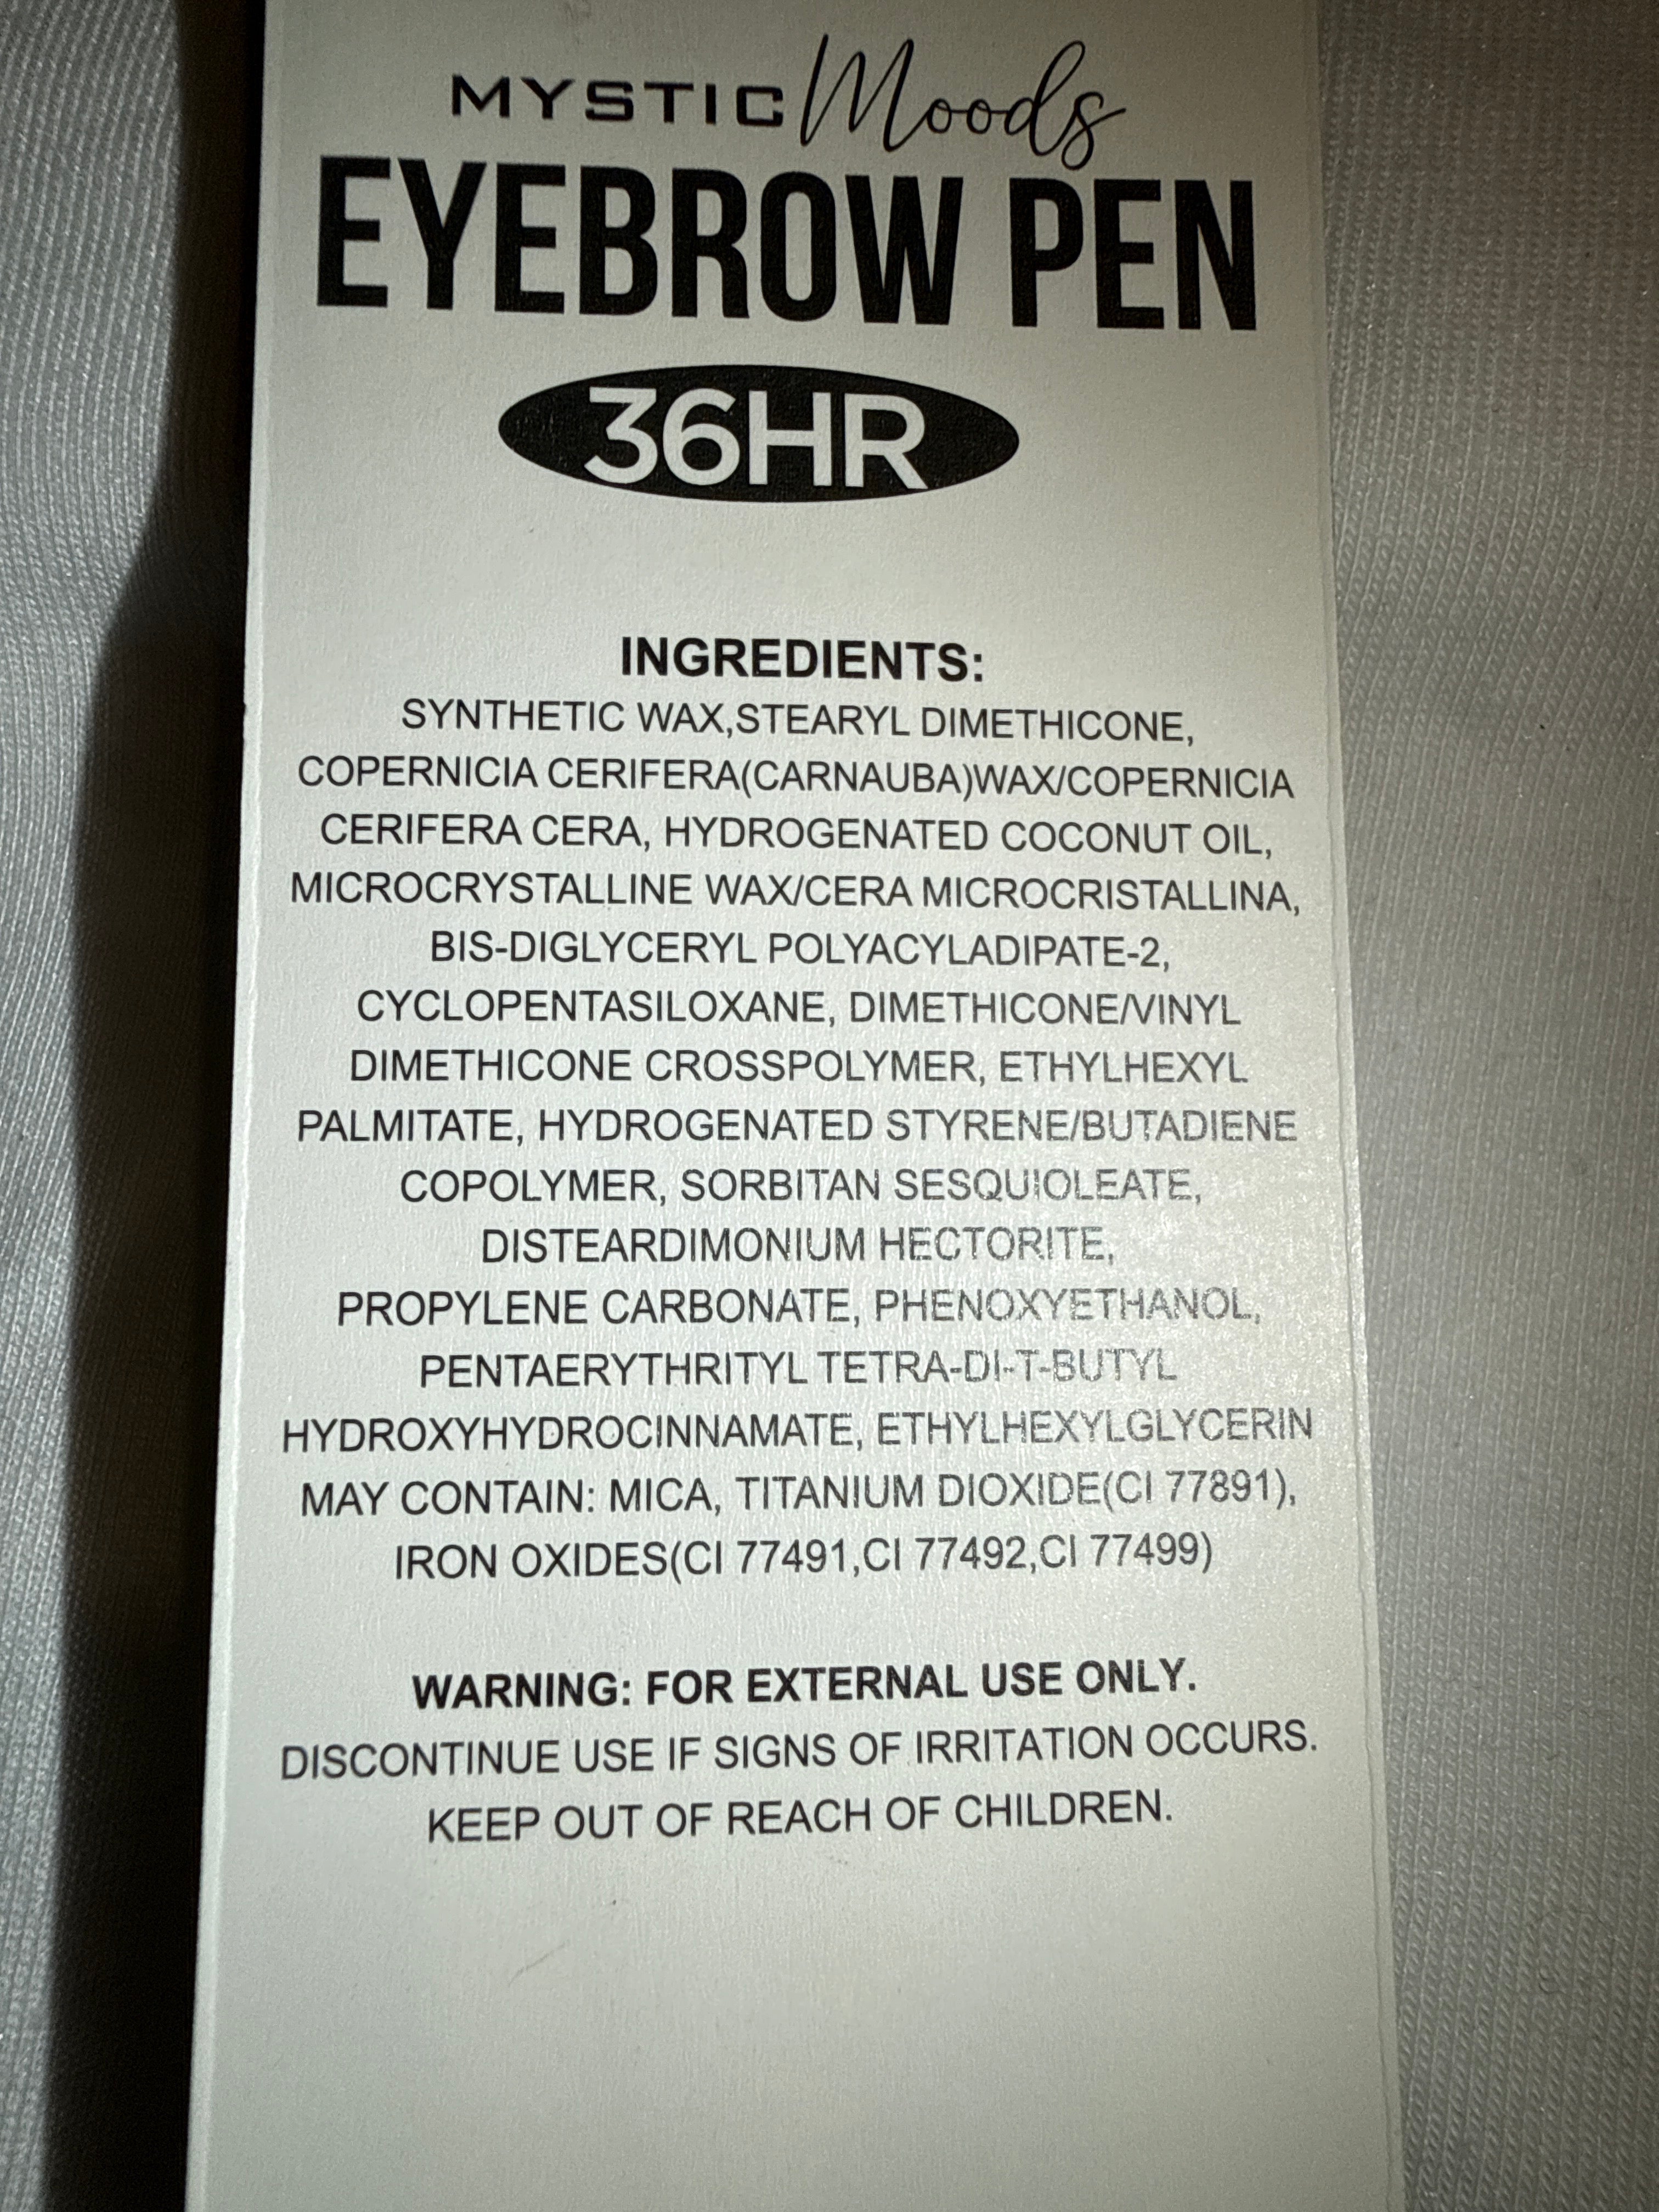 MYSTIC Moods
EYEBROW PEN
36HR
INGREDIENTS:
SYNTHETIC WAX,STEARYL DIMETHICONE,
COPERNICIA CERIFERA(CARNAUBA)WAX/COPERNICIA
CERIFERA CERA, HYDROGENATED COCONUT OIL,
MICROCRYSTALLINE WAX/CERA MICROCRISTALLINA,
BIS-DIGLYCERYL POLYACYLADIPATE-2,
CYCLOPENTASILOXANE, DIMETHICONE/VINYL
DIMETHICONE CROSSPOLYMER, ETHYLHEXYL
PALMITATE, HYDROGENATED STYRENE/BUTADIENE
COPOLYMER, SORBITAN SESQUIOLEATE,
DISTEARDIMONIUM HECTORITE,
PROPYLENE CARBONATE, PHENOXYETHANOL,
PENTAERYTHRITYL TETRA-DI-T-BUTYL
HYDROXYHYDROCINNAMATE, ETHYLHEXYLGLYCERIN
MAY CONTAIN: MICA, TITANIUM DIOXIDE(CI 77891),
IRON OXIDES(CI 77491,CI 77492,CI 77499)
WARNING: FOR EXTERNAL USE ONLY.
DISCONTINUE USE IF SIGNS OF IRRITATION OCCURS.
KEEP OUT OF REACH OF CHILDREN.